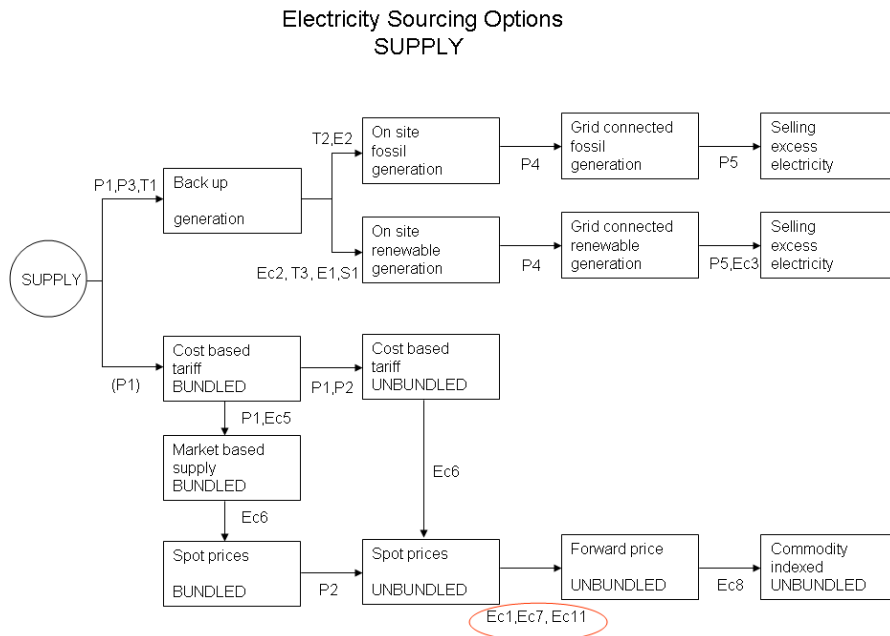 Electricity Sourcing Options
SUPPLY
T2,E2
On site
fossil
generation
P4
Grid connected
fossil
generation
P5
Selling
excess
electricity
P1,P3,T1
Back up
generation
On site
renewable
generation
Ec2, T3, E1,S1
P4
Grid connected
renewable
generation
P5,Ec3
Selling
excess
electricity
SUPPLY
(P1)
Cost based
tariff
BUNDLED
P1,P2
Cost based
tariff
UNBUNDLED
P1,Ec5
Market based
supply
BUNDLED
Ec6
Ec6
Spot prices
BUNDLED
P2
Spot prices
UNBUNDLED
Ec1,Ec7, Ec11
Forward price
UNBUNDLED
Ec8
Commodity
indexed
UNBUNDLED